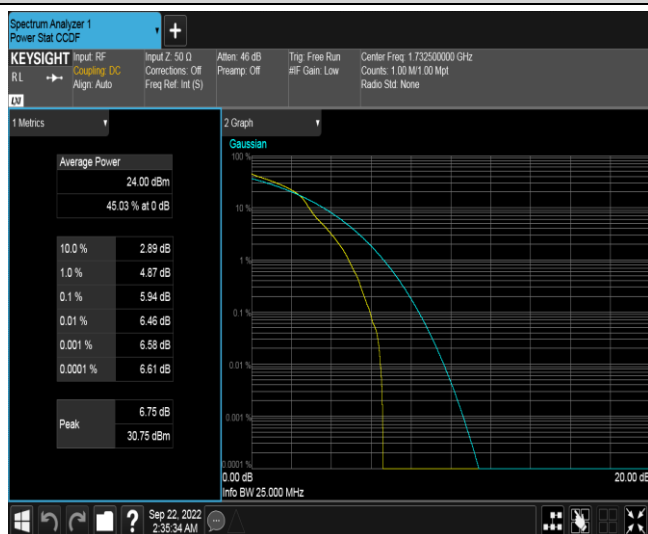 Spectrum Analyzer 1
Power Stat CCDF
+
KEYSIGHT
RL
LXI
Input: RF
Coupling: DC
Align: Auto
Input Z: 50 Ω
Corrections: Off
Freq Ref: Int (S)
Atten: 46 dB
Preamp: Off
Trig: Free Run
#IF Gain: Low
Center Freq: 1.732500000 GHz
Counts: 1.00 M/1.00 Mpt
Radio Std: None
1 Metrics
Average Power
24.00 dBm
45.03 % at 0 dB
10.0 % 2.89 dB
1.0 % 4.87 dB
0.1 % 5.94 dB
0.01 % 6.46 dB
0.001 % 6.58 dB
0.0001 % 6.61 dB
Peak
6.75 dB
30.75 dBm
2 Graph
Gaussian
100 %
10 %
1 %
0.1 %
0.01 %
0.001 %
0.0001 %
0.00 dB
20.00 dB
Info BW 25.000 MHz
?
Sep 22, 2022
2:35:34 AM